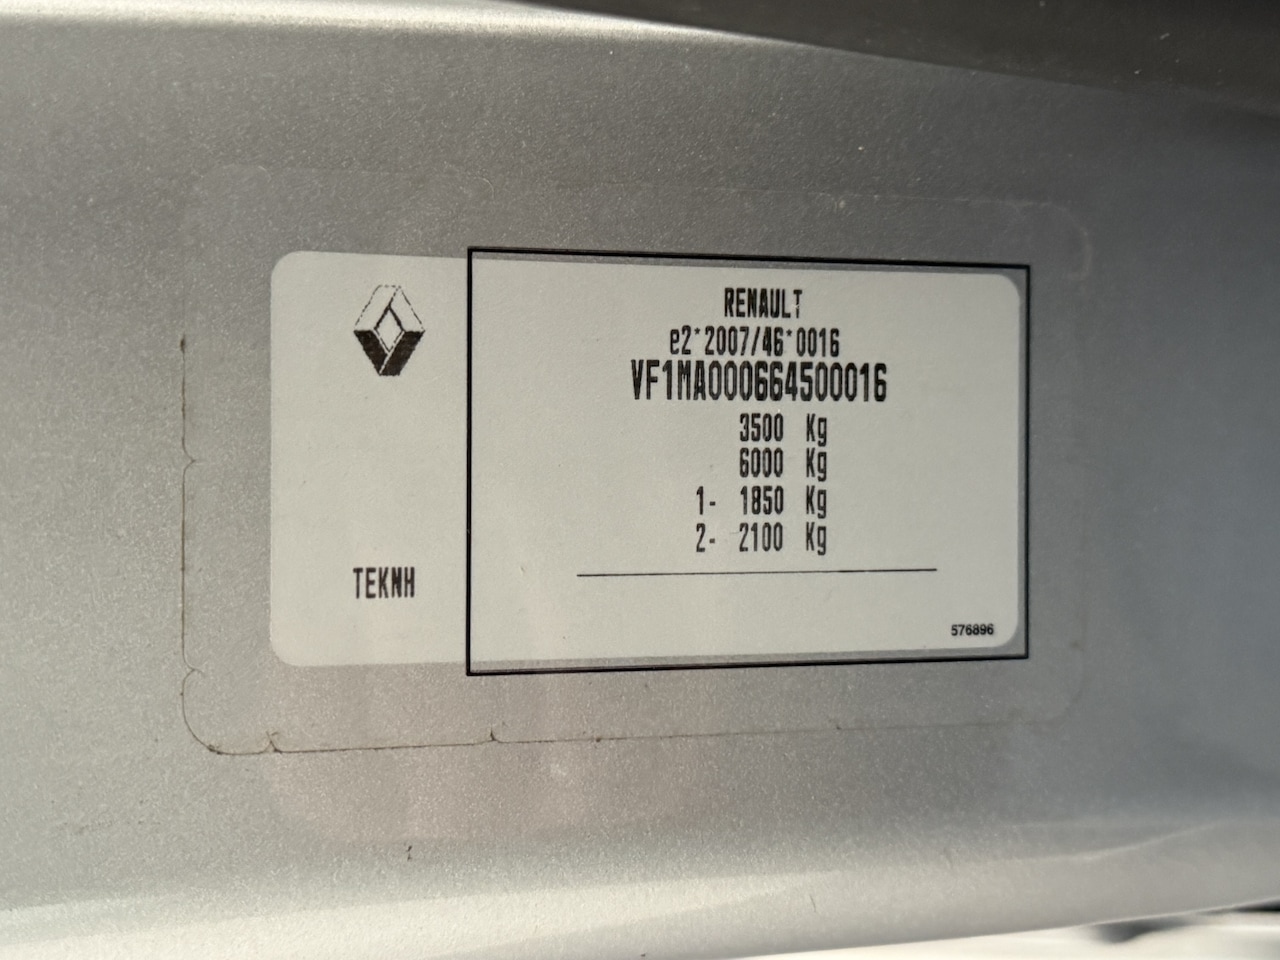 RENAULT
e2*2007/46*0016
VF1MA000664500016
3500 Kg
6000 Kg
1- 1850 Kg
2- 2100 Kg
TEKNH
576896